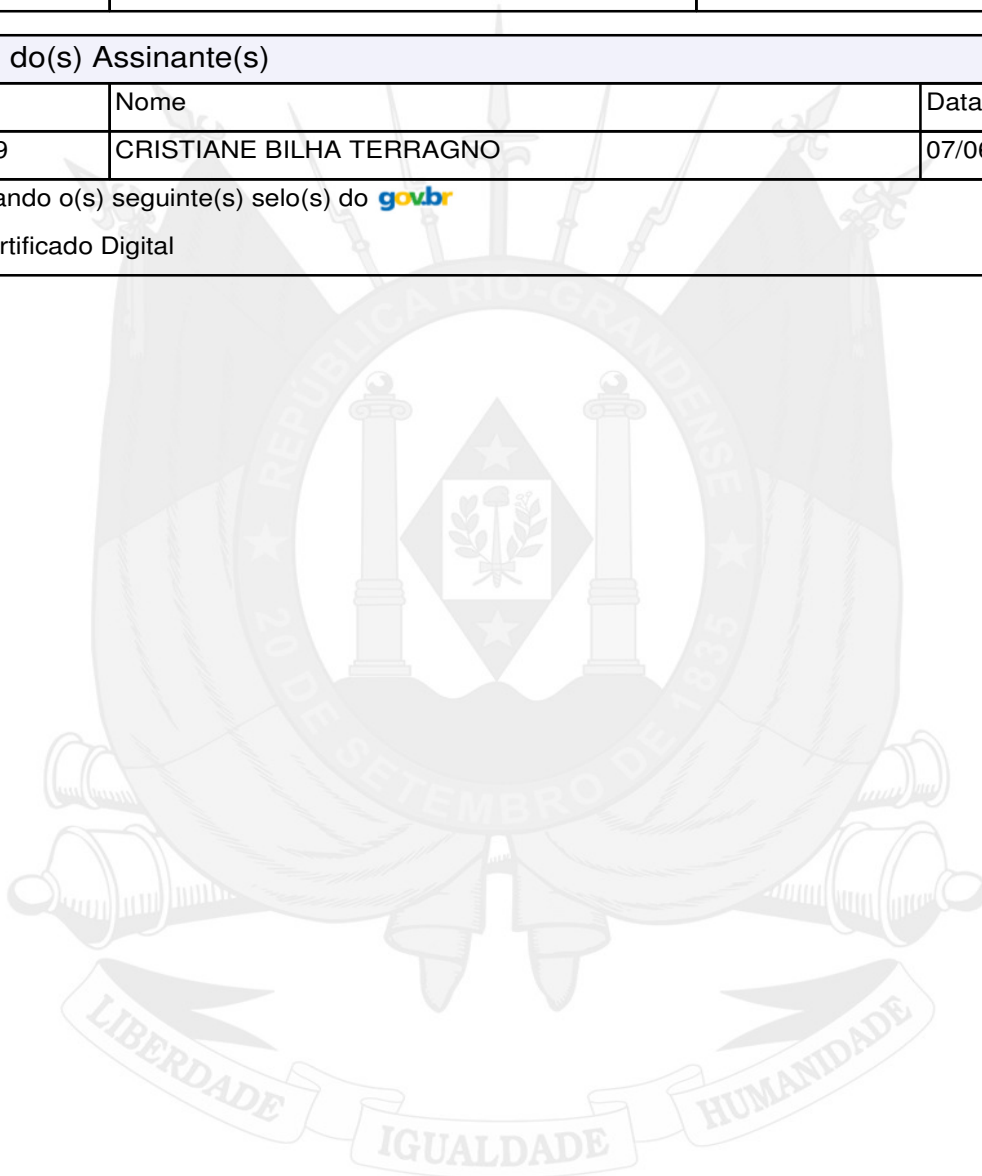 do(s) Assinante(s)
Nome Data
9 CRISTIANE BILHA TERRAGNO 07/06
ando o(s) seguinte(s) selo(s) do gov.br
rtificado Digital
REPÚBLICA RIO-GRANDENSE
20 DE SETEMBRO DE 1835
LIBERDADE IGUALDADE HUMANIDADE